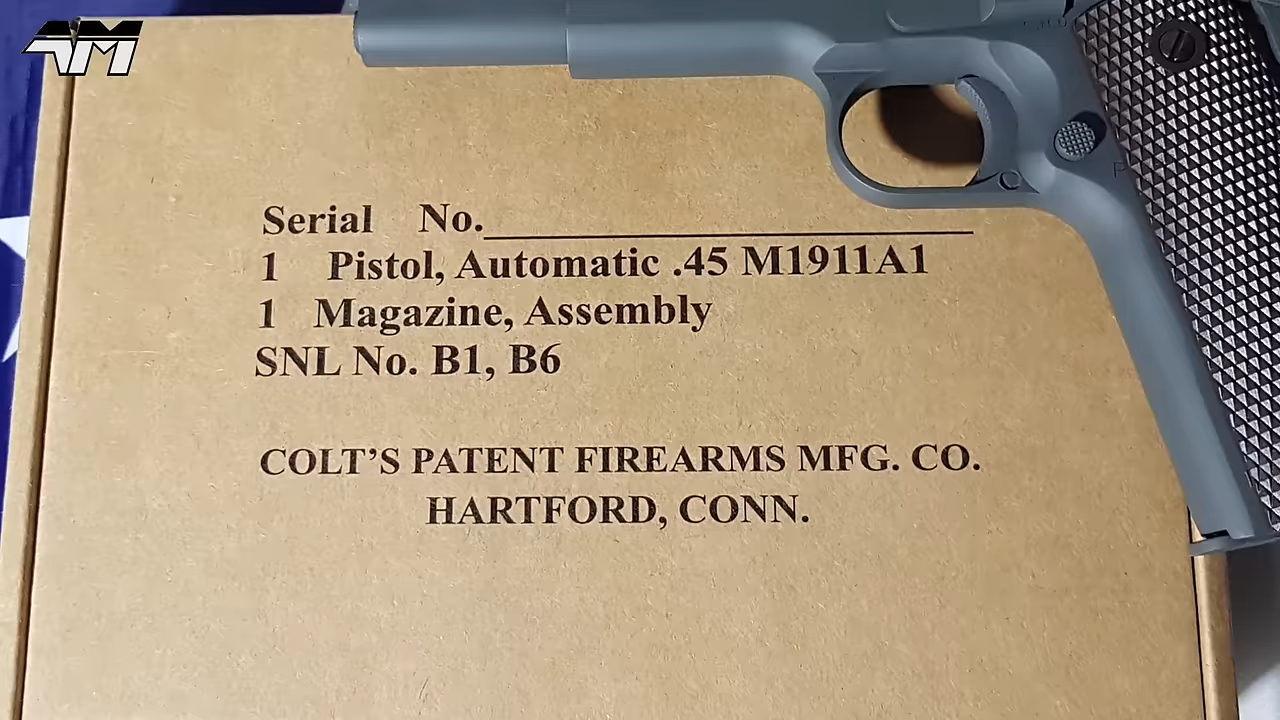 AM
Serial No.
1 Pistol, Automatic .45 M1911A1
1 Magazine, Assembly
SNL No. B1, B6
COLT'S PATENT FIREARMS MFG. CO.
HARTFORD, CONN.
P